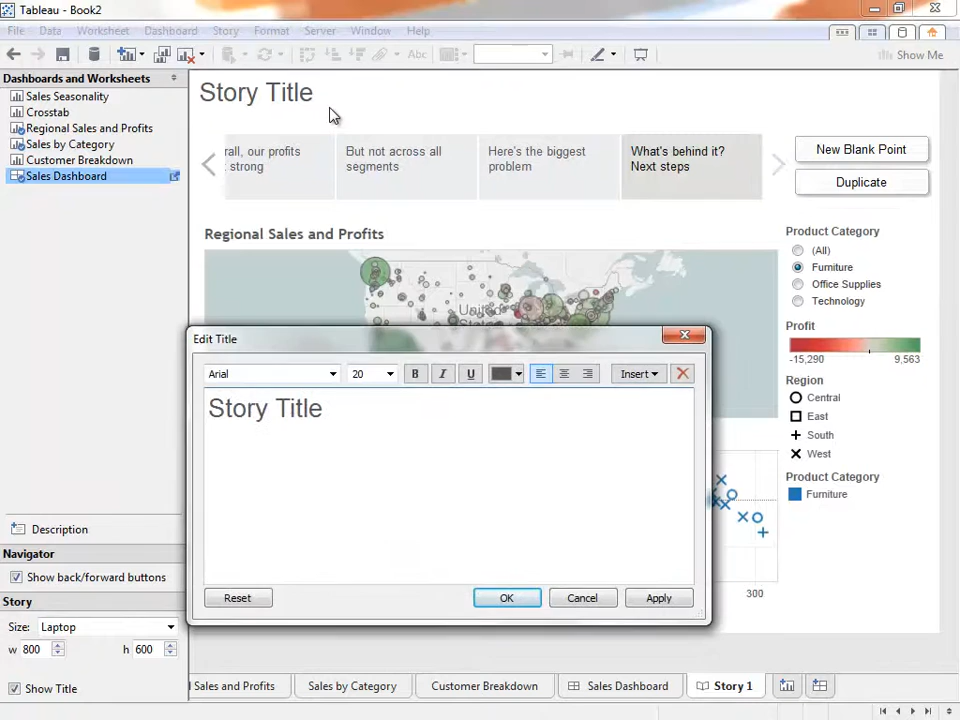 Tableau - Book2
File Data Worksheet Dashboard Story Format Server Window Help
Abc
Show Me
Dashboards and Worksheets
Sales Seasonality
Crosstab
Regional Sales and Profits
Sales by Category
Customer Breakdown
Sales Dashboard
Description
Navigator
Show back/forward buttons
Story
Size: Laptop
w 800 h 600
Show Title
Story Title
rall, our profits
strong
But not across all
segments
Here's the biggest
problem
What's behind it?
Next steps
New Blank Point
Duplicate
Regional Sales and Profits
United
Product Category
(All)
Furniture
Office Supplies
Technology
Profit
-15,290 9,563
Region
Central
East
South
West
Product Category
Furniture
300
Edit Title
Arial 20 B I U Insert
Story Title
Reset OK Cancel Apply
Sales and Profits Sales by Category Customer Breakdown Sales Dashboard Story 1